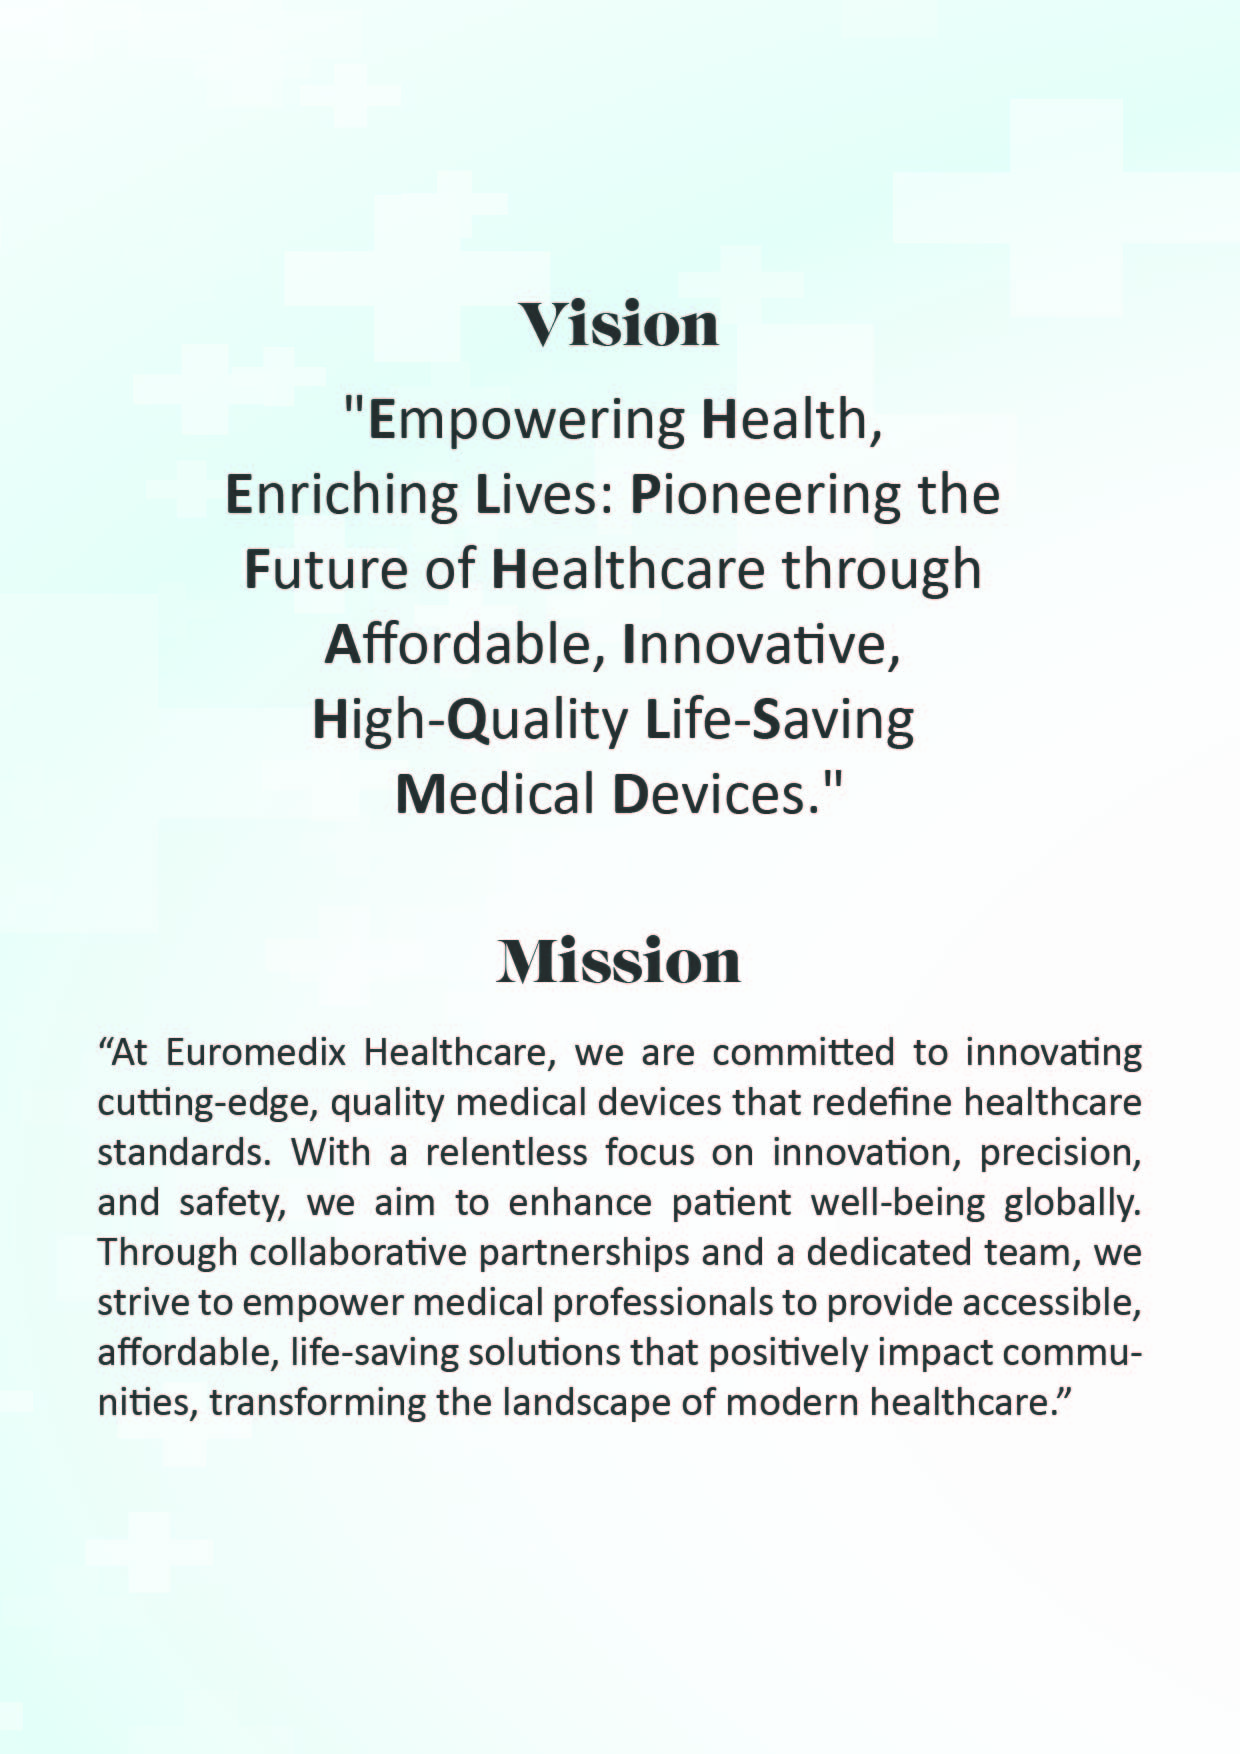 Vision
"Empowering Health,
Enriching Lives: Pioneering the
Future of Healthcare through
Affordable, Innovative,
High-Quality Life-Saving
Medical Devices."
Mission
“At Euromedix Healthcare, we are committed to innovating
cutting-edge, quality medical devices that redefine healthcare
standards. With a relentless focus on innovation, precision,
and safety, we aim to enhance patient well-being globally.
Through collaborative partnerships and a dedicated team, we
strive to empower medical professionals to provide accessible,
affordable, life-saving solutions that positively impact commu-
nities, transforming the landscape of modern healthcare.”